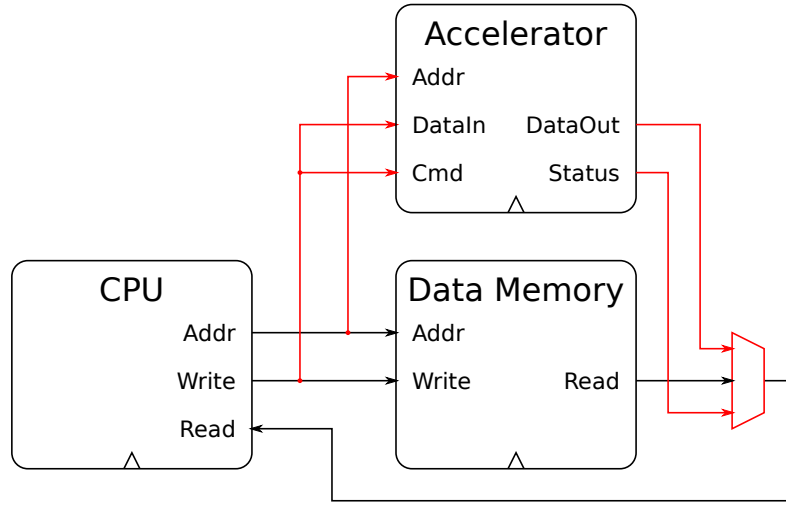 Accelerator
Addr
DataIn
DataOut
Cmd
Status
CPU
Addr
Write
Read
Data Memory
Addr
Write
Read